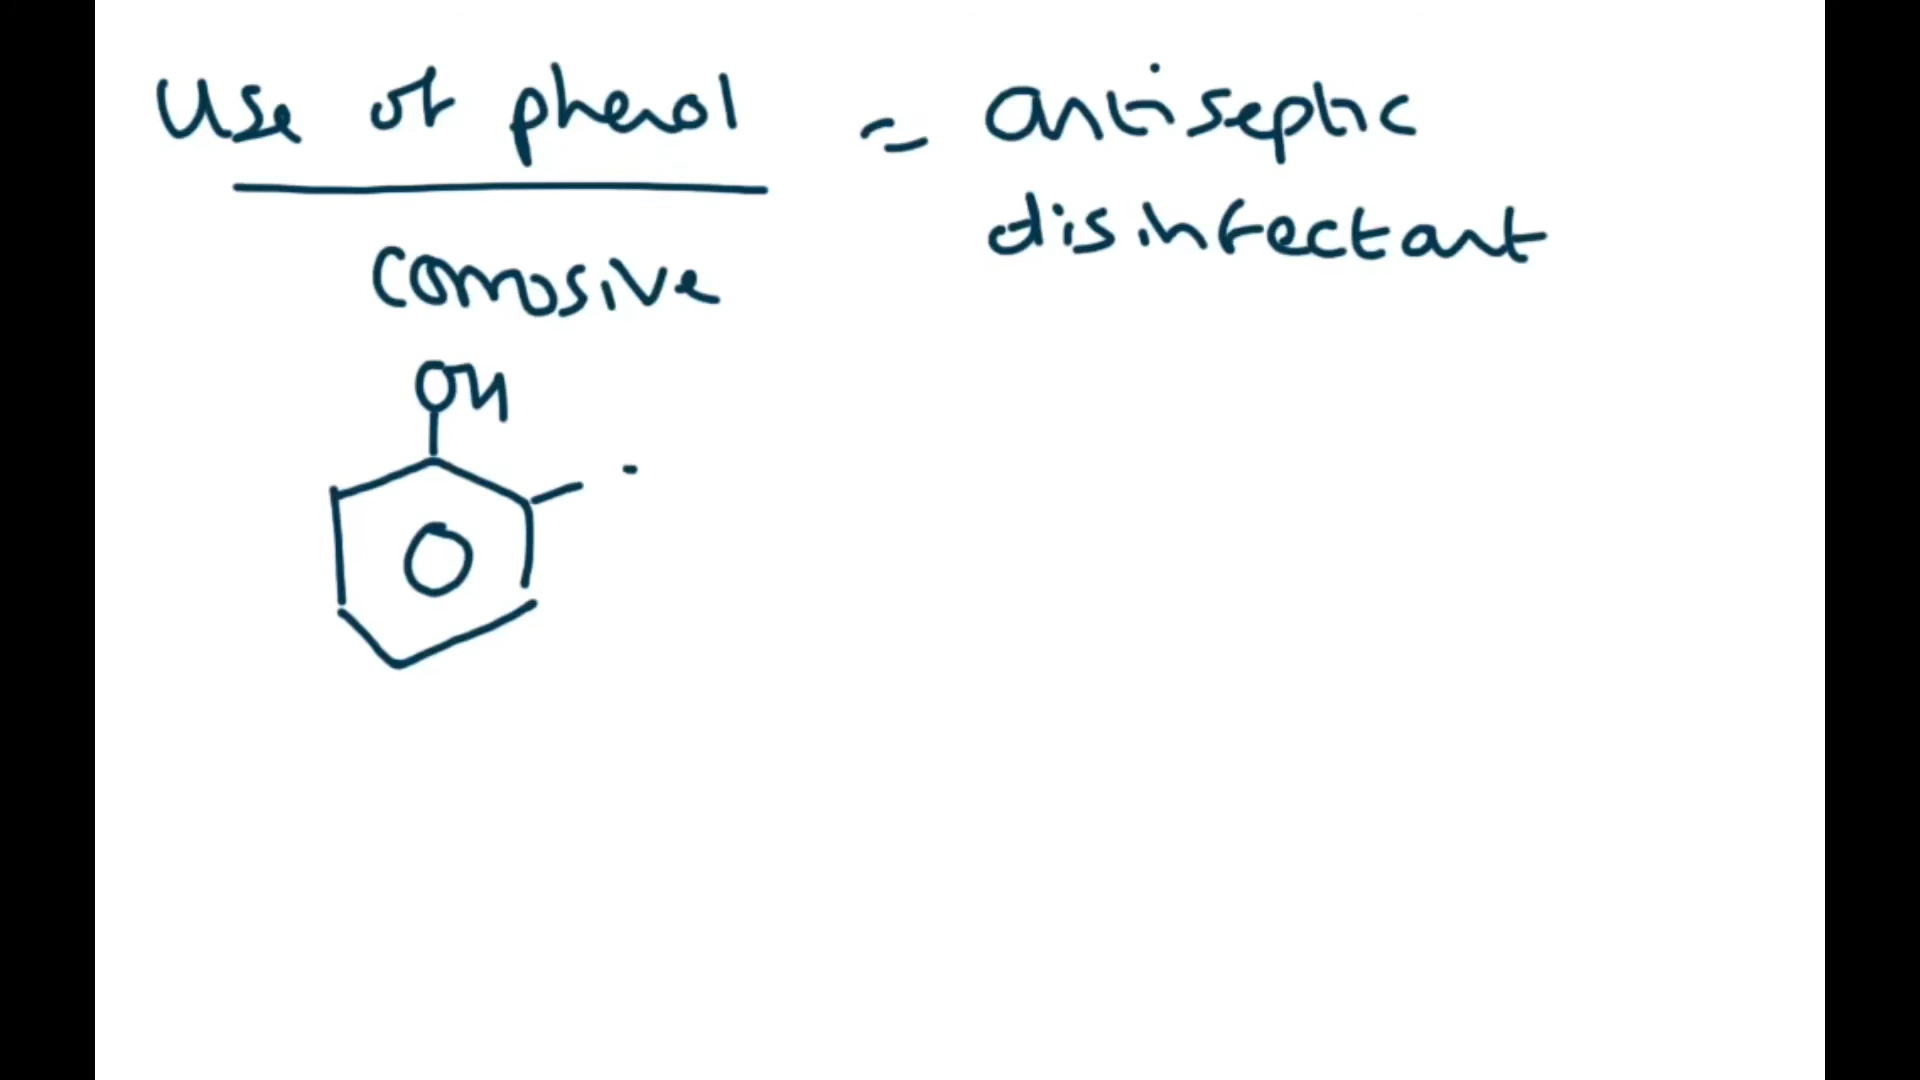 Use of phenol = antiseptic
disinfectant
corrosive
OH